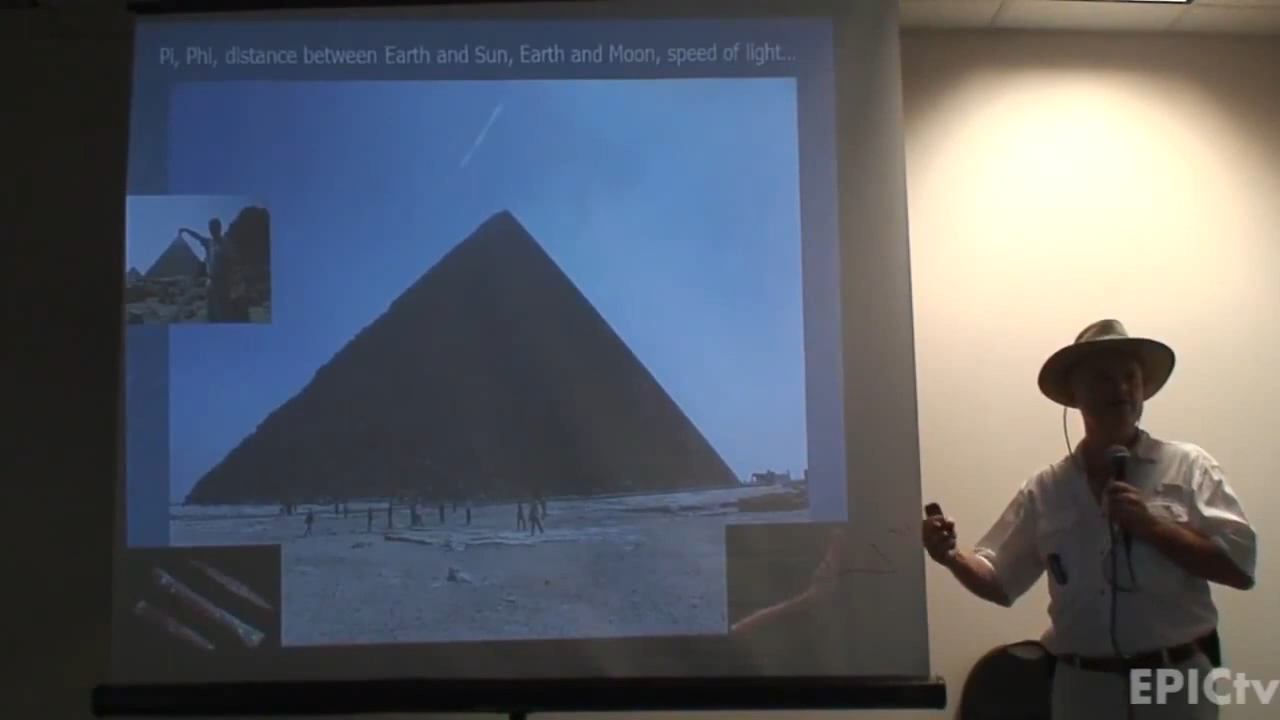 Pi, Phi, distance between Earth and Sun, Earth and Moon, speed of light...
EPICtv